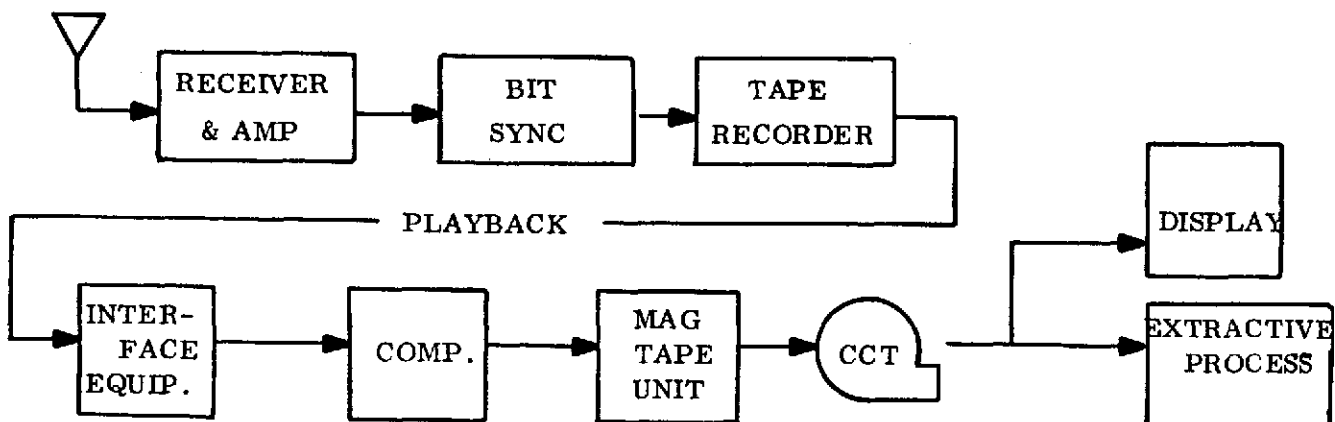 RECEIVER
& AMP
BIT
SYNC
TAPE
RECORDER
PLAYBACK
DISPLAY
INTER-
FACE
EQUIP.
COMP.
MAG
TAPE
UNIT
CCT
EXTRACTIVE
PROCESS